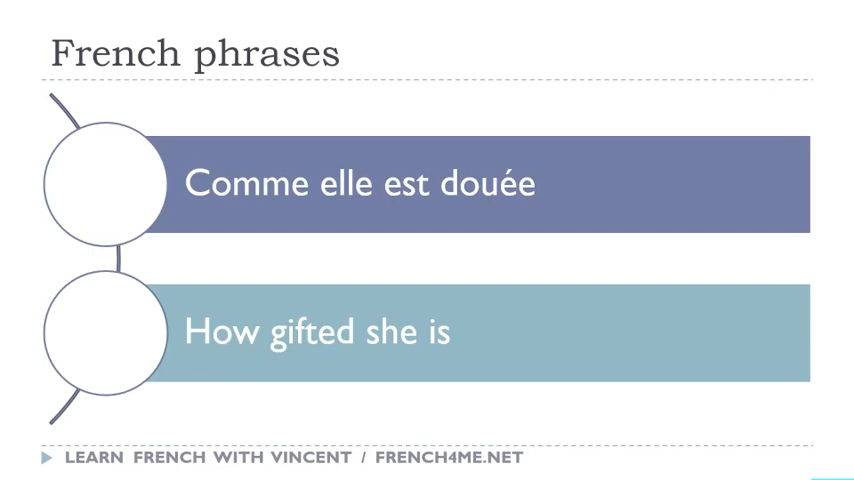 French phrases
Comme elle est douée
How gifted she is
LEARN FRENCH WITH VINCENT / FRENCH4ME.NET